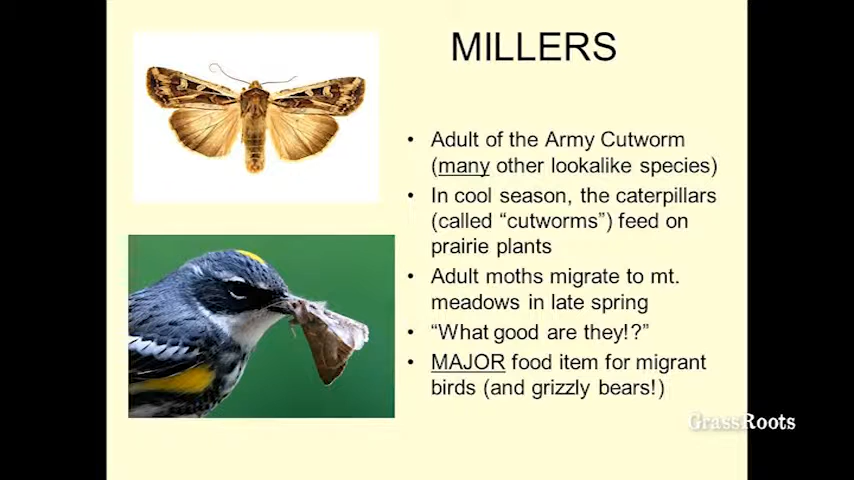 MILLERS
• Adult of the Army Cutworm
(many other lookalike species)
• In cool season, the caterpillars
(called “cutworms”) feed on
prairie plants
• Adult moths migrate to mt.
meadows in late spring
• “What good are they!?”
• MAJOR food item for migrant
birds (and grizzly bears!)
GrassRoots